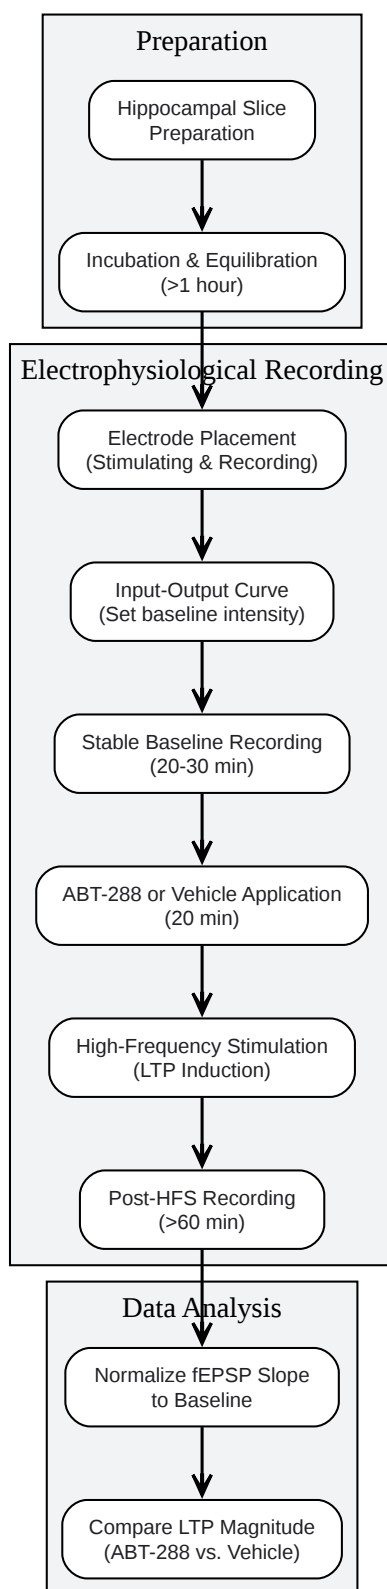 Preparation
Hippocampal Slice
Preparation
Incubation & Equilibration
(>1 hour)
Electrophysiological Recording
Electrode Placement
(Stimulating & Recording)
Input-Output Curve
(Set baseline intensity)
Stable Baseline Recording
(20-30 min)
ABT-288 or Vehicle Application
(20 min)
High-Frequency Stimulation
(LTP Induction)
Post-HFS Recording
(>60 min)
Data Analysis
Normalize fEPSP Slope
to Baseline
Compare LTP Magnitude
(ABT-288 vs. Vehicle)